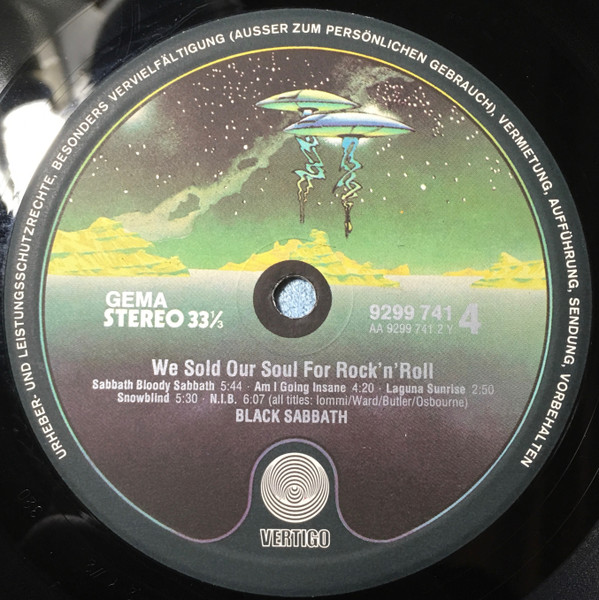 URHEBER- UND LEISTUNGSSCHUTZRECHTE, BESONDERS VERVIELFÄLTIGUNG (AUSSER ZUM PERSÖNLICHEN GEBRAUCH), VERMIETUNG, AUFFÜHRUNG, SENDUNG, VORBEHALTEN
GEMA
STEREO 33⅓
9299 741 4
AA 9299 741 2 Y
We Sold Our Soul For Rock'n'Roll
Sabbath Bloody Sabbath 5:44 · Am I Going Insane 4:20 · Laguna Sunrise 2:50
Snowblind 5:30 · N.I.B. 6:07 (all titles: Iommi/Ward/Butler/Osbourne)
BLACK SABBATH
VERTIGO